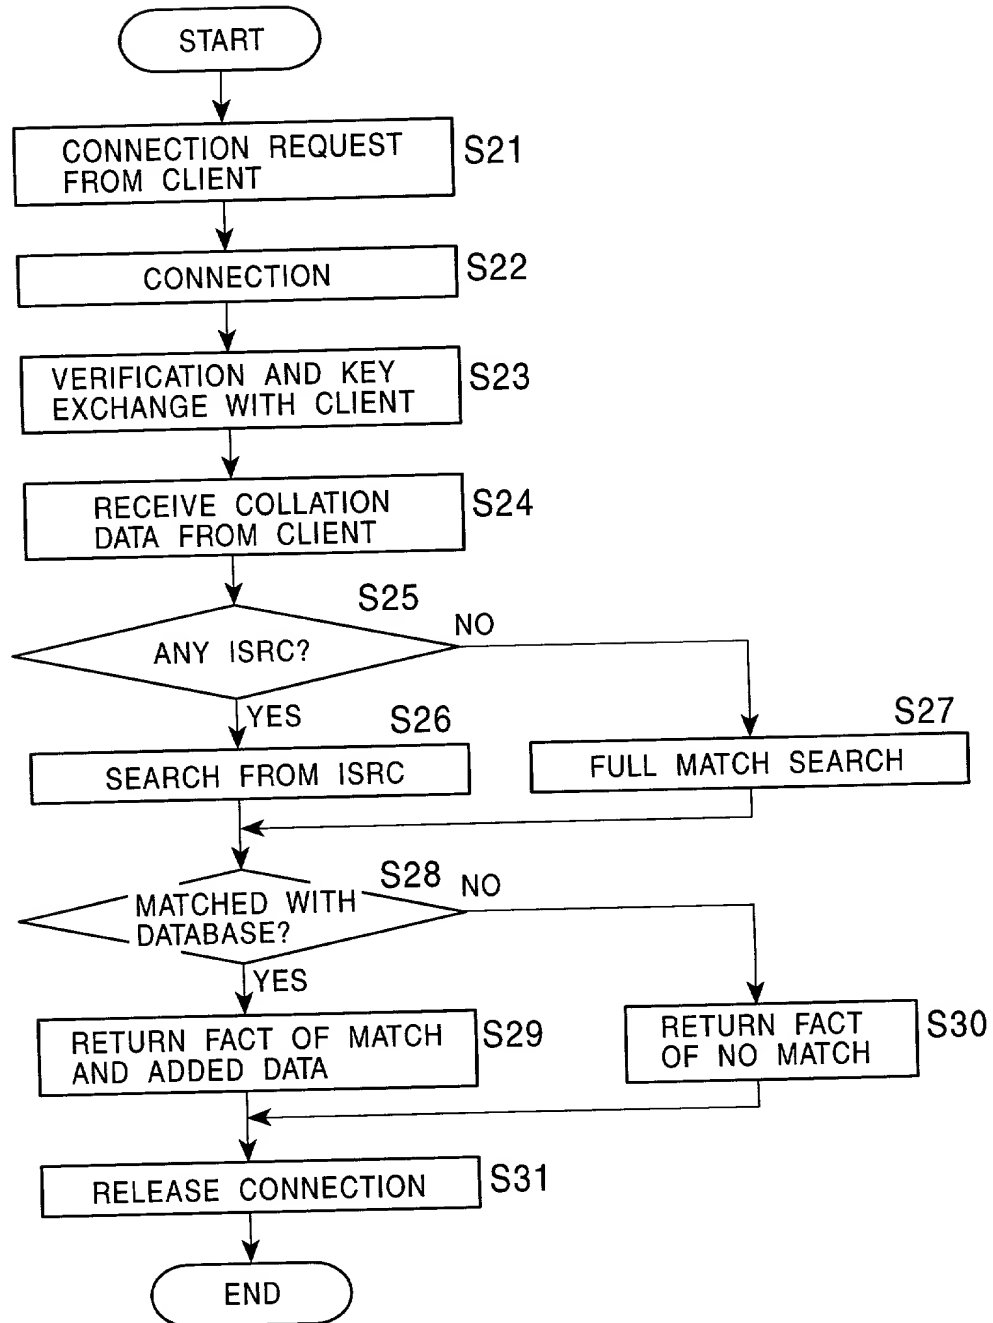 START
CONNECTION REQUEST
FROM CLIENT
S21
CONNECTION
S22
VERIFICATION AND KEY
EXCHANGE WITH CLIENT
S23
RECEIVE COLLATION
DATA FROM CLIENT
S24
S25
ANY ISRC?
NO
YES
S26
SEARCH FROM ISRC
S27
FULL MATCH SEARCH
S28
MATCHED WITH
DATABASE?
NO
YES
RETURN FACT OF MATCH
AND ADDED DATA
S29
RETURN FACT
OF NO MATCH
S30
RELEASE CONNECTION
S31
END